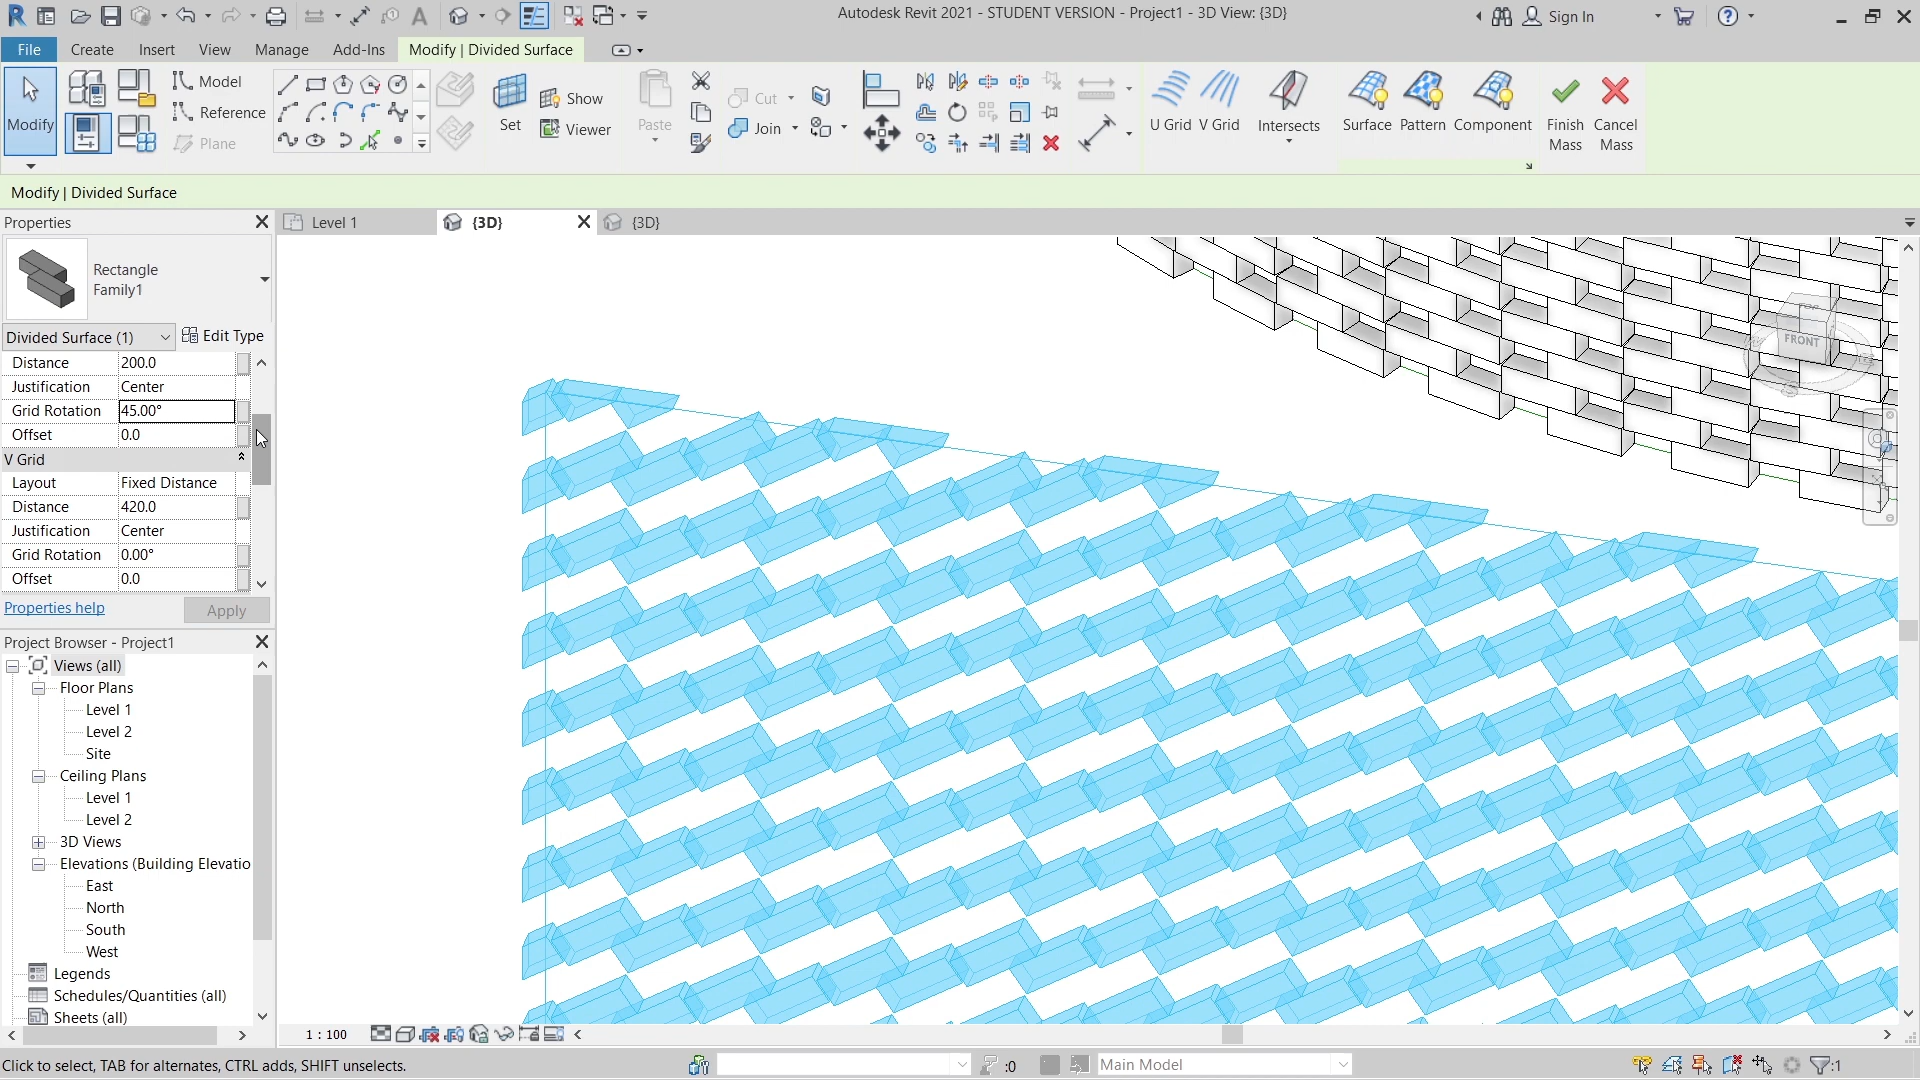 Autodesk Revit 2021 - STUDENT VERSION - Project1 - 3D View: {3D}
Sign In
File Create Insert View Manage Add-Ins Modify | Divided Surface
Modify
Model
Reference
Plane
Set
Show
Viewer
Paste
Cut
Join
U Grid V Grid
Intersects
Surface Pattern Component
Finish Mass
Cancel Mass
Modify | Divided Surface
Properties
Level 1
{3D}
{3D}
Rectangle
Family1
Divided Surface (1)
Edit Type
Distance 200.0
Justification Center
Grid Rotation 45.00°
Offset 0.0
V Grid
Layout Fixed Distance
Distance 420.0
Justification Center
Grid Rotation 0.00°
Offset 0.0
Properties help
Apply
TOP
FRONT
Project Browser - Project1
Views (all)
Floor Plans
Level 1
Level 2
Site
Ceiling Plans
Level 1
Level 2
3D Views
Elevations (Building Elevatio
East
North
South
West
Legends
Schedules/Quantities (all)
Sheets (all)
1 : 100
Click to select, TAB for alternates, CTRL adds, SHIFT unselects.
:0
Main Model
:1